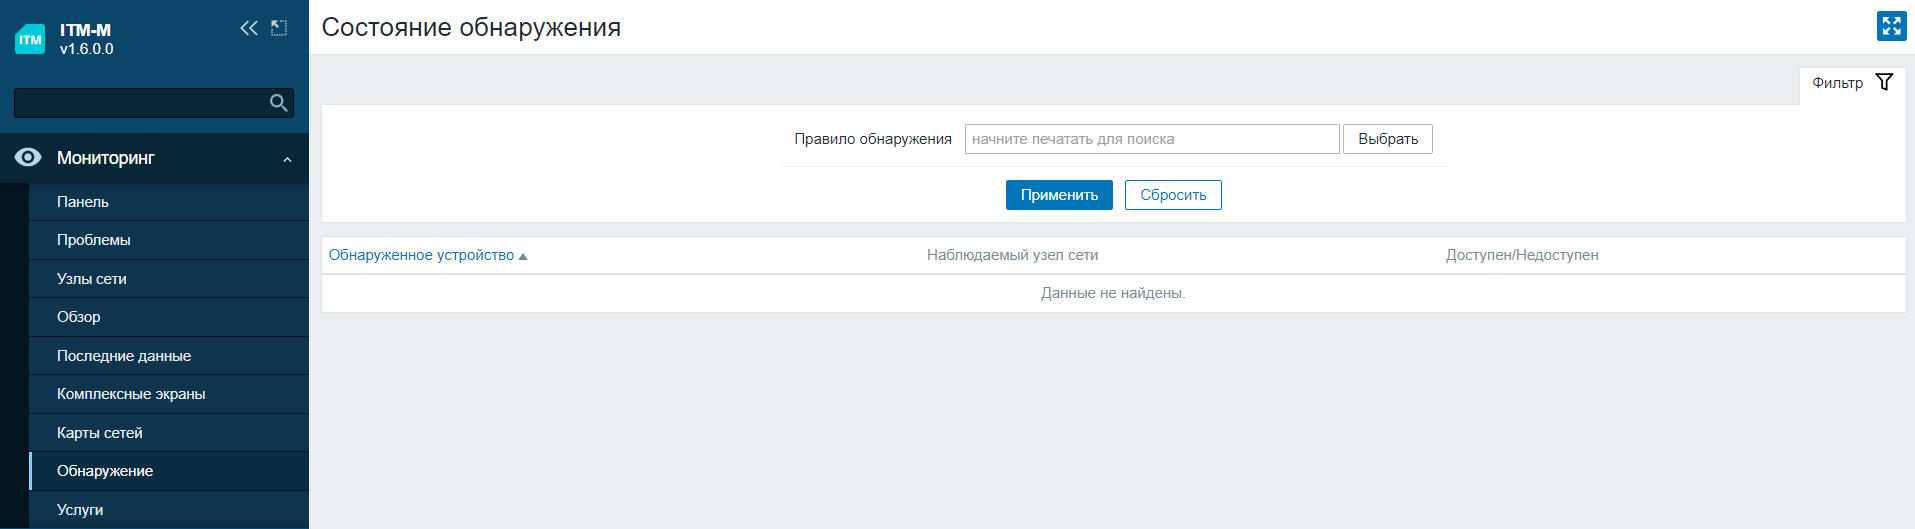 ITM
ITM-M
v1.6.0.0
Мониторинг
Панель
Проблемы
Узлы сети
Обзор
Последние данные
Комплексные экраны
Карты сетей
Обнаружение
Услуги
Состояние обнаружения
Фильтр
Правило обнаружения начните печатать для поиска Выбрать
Применить Сбросить
Обнаруженное устройство Наблюдаемый узел сети Доступен/Недоступен
Данные не найдены.